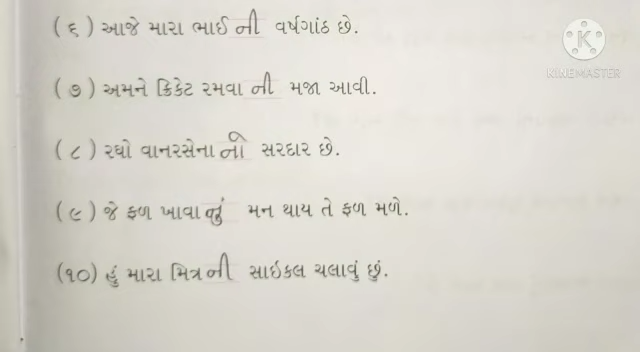 KINEMASTER
(૬) આજે મારા ભાઈની વર્ષગાંઠ છે.
(૭) અમને ક્રિકેટ રમવાની મજા આવી.
(૮) રઘો વાનરસેનાનો સરદાર છે.
(૯) જે ફળ ખાવાનું મન થાય તે ફળ મળે.
(૧૦) હું મારા મિત્રની સાઇકલ ચલાવું છું.